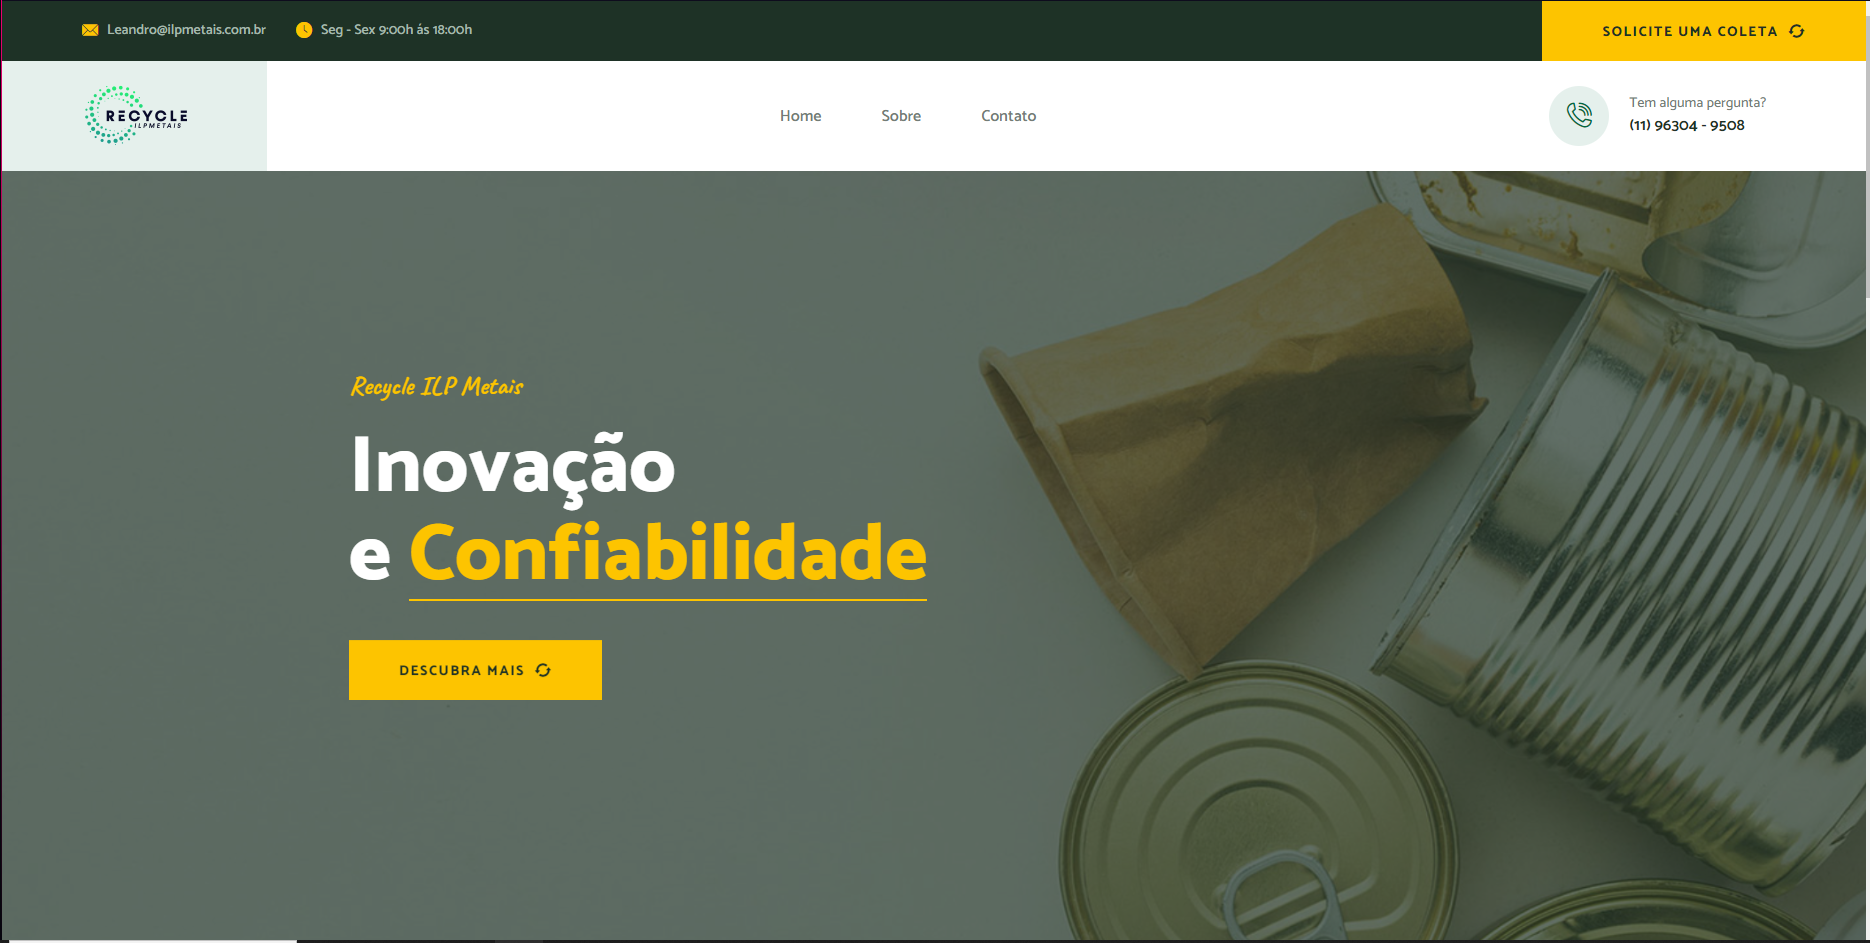 Leandro@ilpmetais.com.br
Seg - Sex 9:00h ás 18:00h
SOLICITE UMA COLETA
RECYCLE
ILPMETAIS
Home
Sobre
Contato
Tem alguma pergunta?
(11) 96304 - 9508
Recycle ILP Metais
Inovação
e Confiabilidade
DESCUBRA MAIS